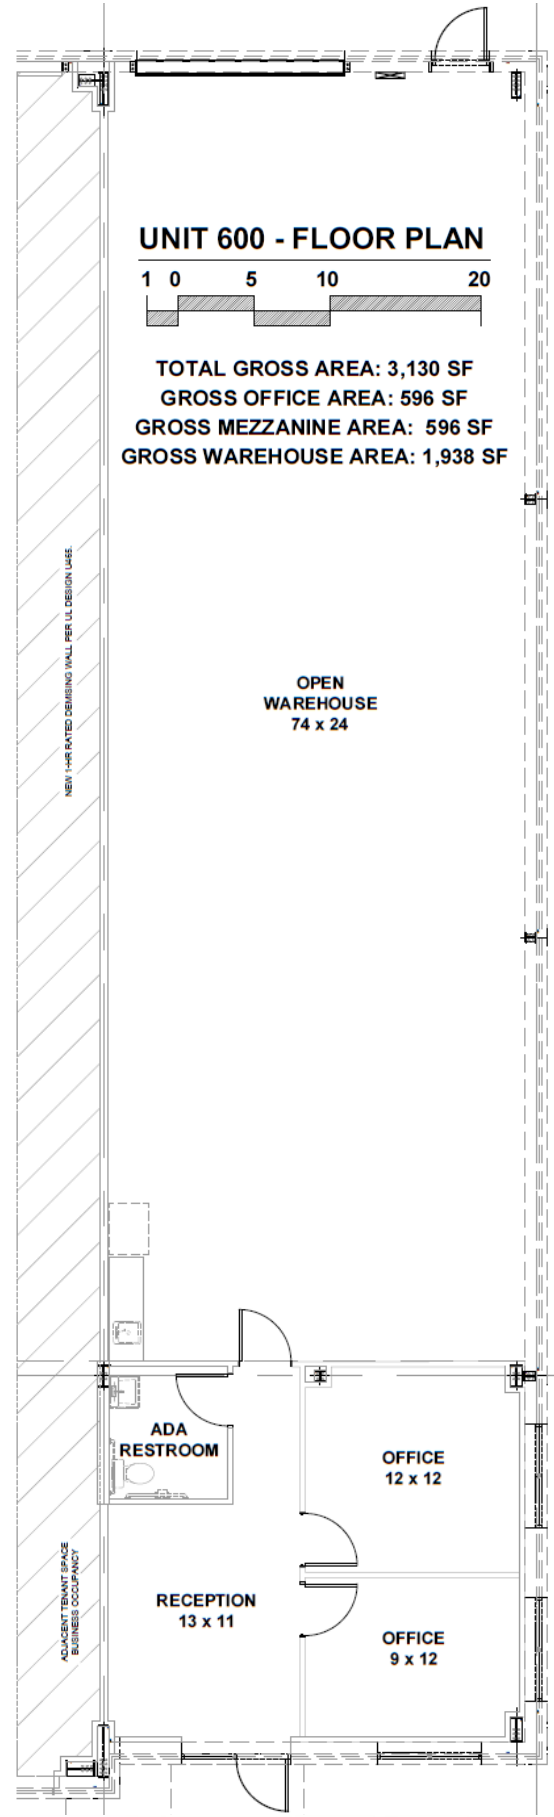 UNIT 600 - FLOOR PLAN
1 0 5 10 20
TOTAL GROSS AREA: 3,130 SF
GROSS OFFICE AREA: 596 SF
GROSS MEZZANINE AREA: 596 SF
GROSS WAREHOUSE AREA: 1,938 SF
NEW 1-HR RATED DEMISING WALL PER UL DESIGN U465.
OPEN
WAREHOUSE
74 x 24
ADA
RESTROOM
OFFICE
12 x 12
ADJACENT TENANT SPACE
BUSINESS OCCUPANCY
RECEPTION
13 x 11
OFFICE
9 x 12